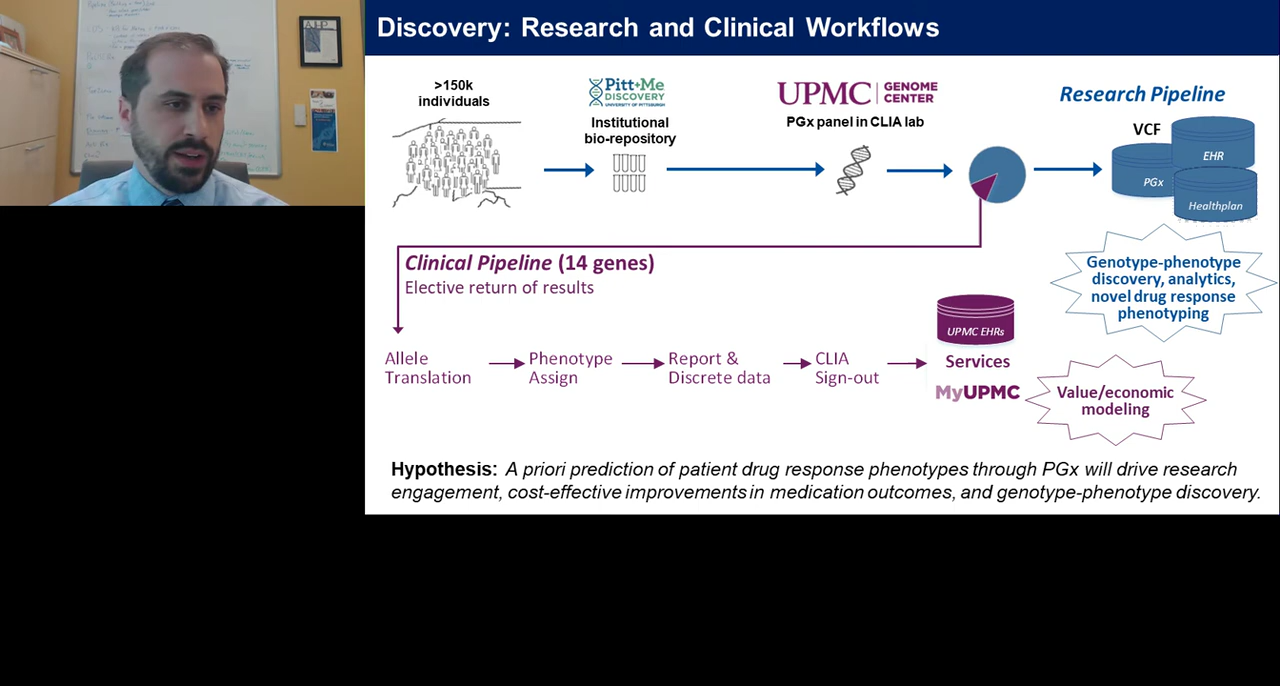 Discovery: Research and Clinical Workflows
>150k
individuals
Pitt+Me
DISCOVERY
UNIVERSITY OF PITTSBURGH
Institutional
bio-repository
UPMC | GENOME CENTER
PGx panel in CLIA lab
Research Pipeline
VCF
EHR
PGx
Healthplan
Genotype-phenotype
discovery, analytics,
novel drug response
phenotyping
Clinical Pipeline (14 genes)
Elective return of results
Allele
Translation
Phenotype
Assign
Report &
Discrete data
CLIA
Sign-out
UPMC EHRs
Services
MyUPMC
Value/economic
modeling
Hypothesis: A priori prediction of patient drug response phenotypes through PGx will drive research
engagement, cost-effective improvements in medication outcomes, and genotype-phenotype discovery.